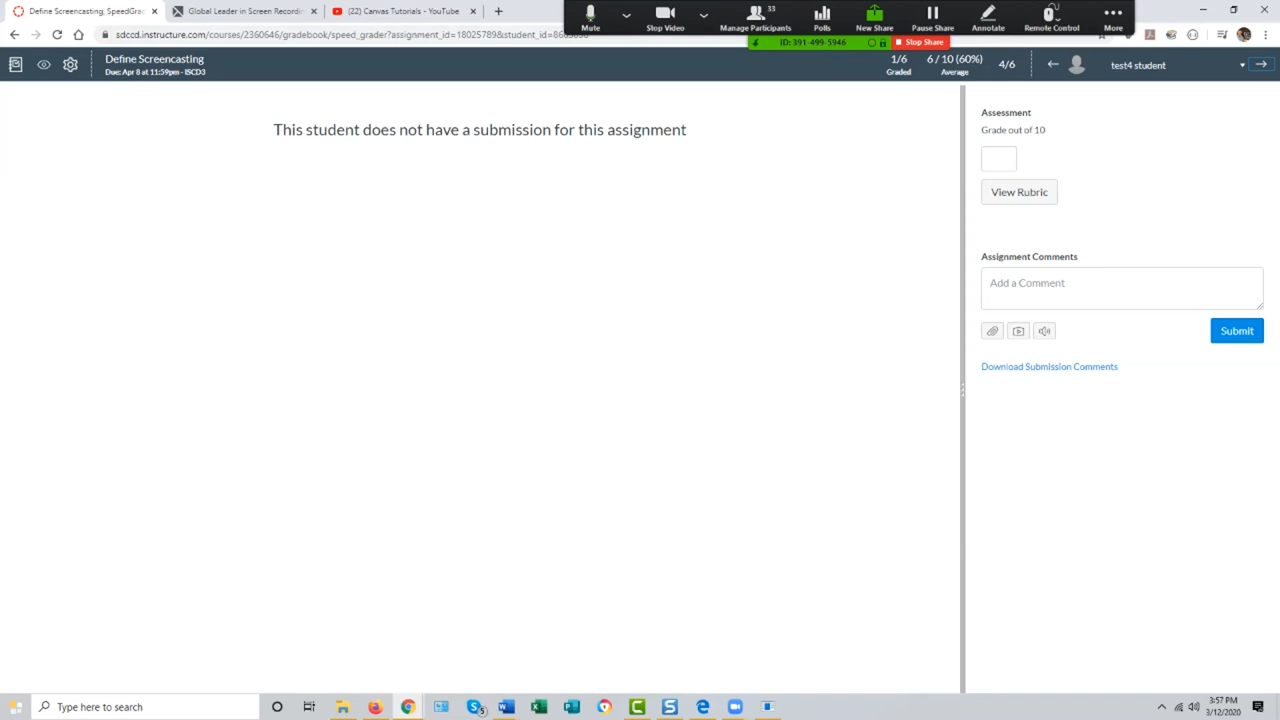 Define Screencasting, SpeedGra
Global Leader in Screen Recordin
(22) Canvas Tutorials - YouTube
33
Mute
Stop Video
Manage Participants
Polls
New Share
Pause Share
Annotate
Remote Control
More
ID: 391-499-5946
Stop Share
Define Screencasting
Due: Apr 8 at 11:59pm - ISCD3
1/6
Graded
6 / 10 (60%)
Average
4/6
test4 student
This student does not have a submission for this assignment
Assessment
Grade out of 10
View Rubric
Assignment Comments
Add a Comment
Submit
Download Submission Comments
Type here to search
5
3:57 PM
3/12/2020